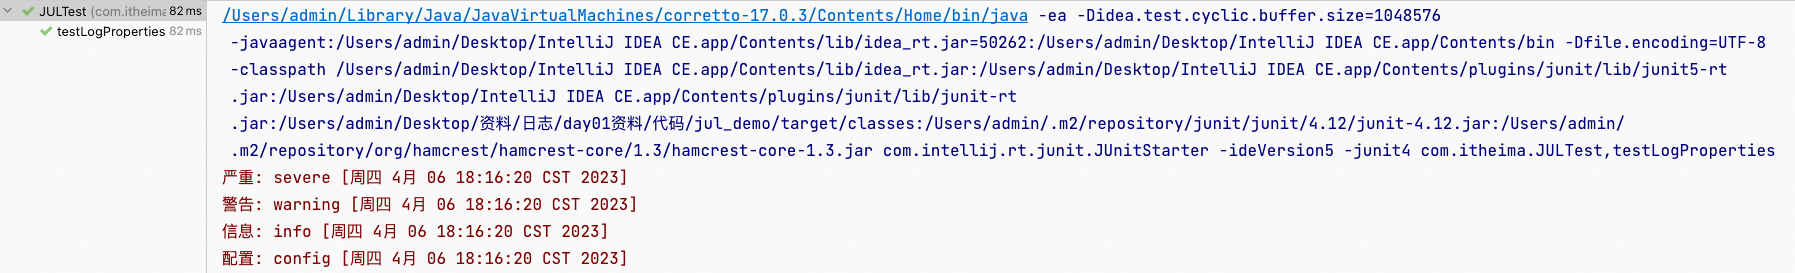 JULTest (com.itheima. 82 ms
testLogProperties 82 ms
/Users/admin/Library/Java/JavaVirtualMachines/corretto-17.0.3/Contents/Home/bin/java -ea -Didea.test.cyclic.buffer.size=1048576
-javaagent:/Users/admin/Desktop/IntelliJ IDEA CE.app/Contents/lib/idea_rt.jar=50262:/Users/admin/Desktop/IntelliJ IDEA CE.app/Contents/bin -Dfile.encoding=UTF-8
-classpath /Users/admin/Desktop/IntelliJ IDEA CE.app/Contents/lib/idea_rt.jar:/Users/admin/Desktop/IntelliJ IDEA CE.app/Contents/plugins/junit/lib/junit5-rt
.jar:/Users/admin/Desktop/IntelliJ IDEA CE.app/Contents/plugins/junit/lib/junit-rt
.jar:/Users/admin/Desktop/资料/日志/day01资料/代码/jul_demo/target/classes:/Users/admin/.m2/repository/junit/junit/4.12/junit-4.12.jar:/Users/admin/
.m2/repository/org/hamcrest/hamcrest-core/1.3/hamcrest-core-1.3.jar com.intellij.rt.junit.JUnitStarter -ideVersion5 -junit4 com.itheima.JULTest,testLogProperties
严重: severe [周四 4月 06 18:16:20 CST 2023]
警告: warning [周四 4月 06 18:16:20 CST 2023]
信息: info [周四 4月 06 18:16:20 CST 2023]
配置: config [周四 4月 06 18:16:20 CST 2023]